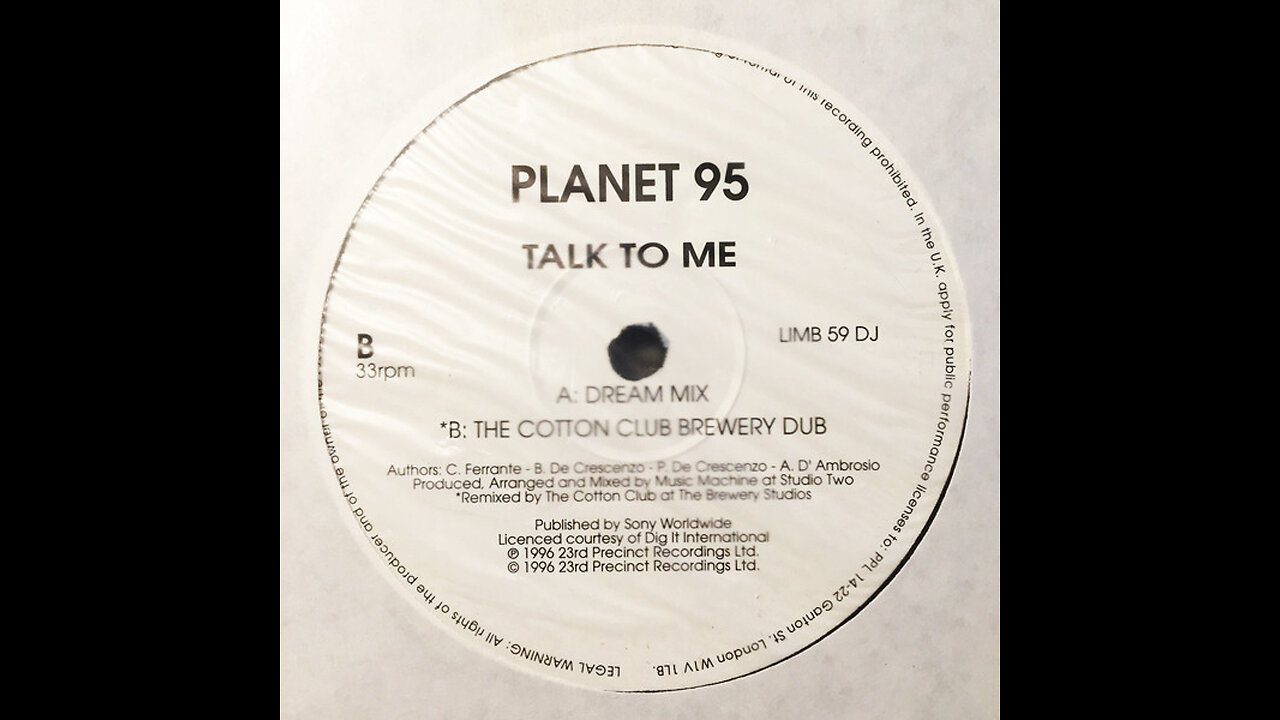 PLANET 95
TALK TO ME
B
33rpm
LIMB 59 DJ
A: DREAM MIX
*B: THE COTTON CLUB BREWERY DUB
Authors: C. Ferrante - B. De Crescenzo - P. De Crescenzo - A. D' Ambrosio
Produced, Arranged and Mixed by Music Machine at Studio Two
*Remixed by The Cotton Club at The Brewery Studios
Published by Sony Worldwide
Licenced courtesy of Dig It International
℗ 1996 23rd Precinct Recordings Ltd.
© 1996 23rd Precinct Recordings Ltd.
LEGAL WARNING: All rights of the producer and of the owner of this recording prohibited. In the U.K. apply for public performance licenses to: PPL 14-22 Ganton St. London W1V 1LB.